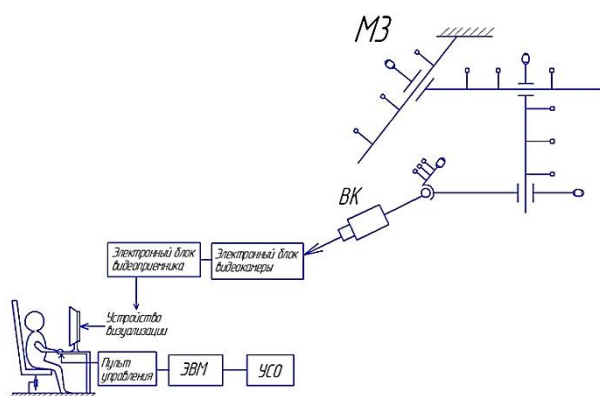 МЗ
ВК
Электронный блок
видеоприемника
Электронный блок
видеокамеры
Устройство
визуализации
Пульт
управления
ЭВМ
УСО